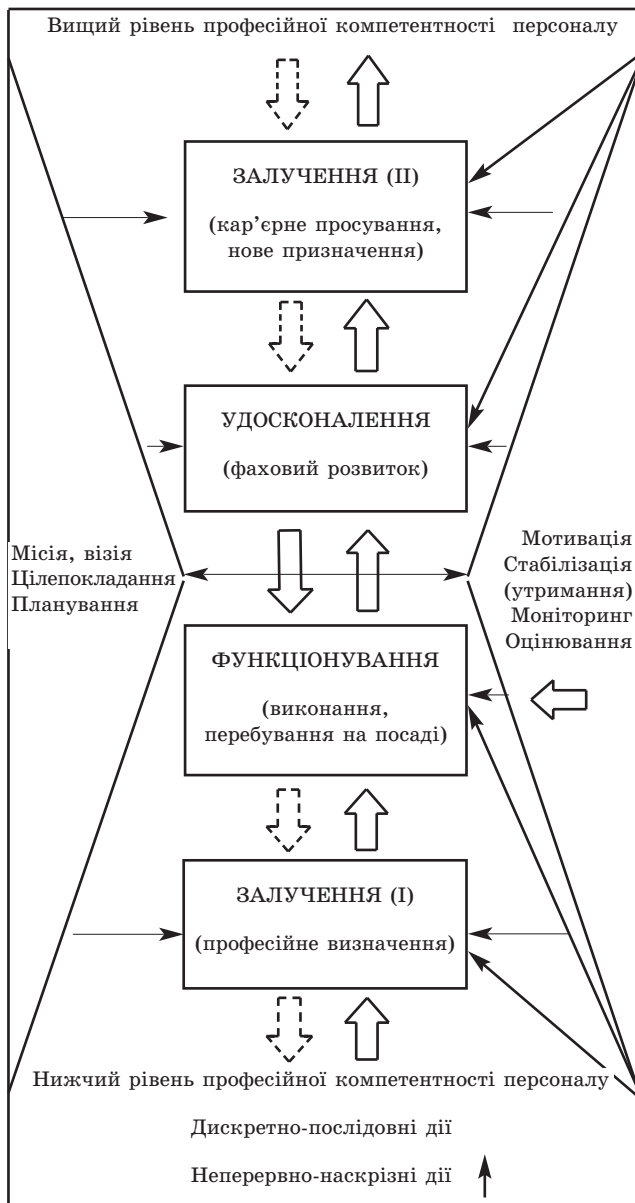 Вищий рівень професійної компетентності персоналу
ЗАЛУЧЕННЯ (ІІ)
(кар’єрне просування,
нове призначення)
УДОСКОНАЛЕННЯ
(фаховий розвиток)
Місія, візія
Цілепокладання
Планування
Мотивація
Стабілізація
(утримання)
Моніторинг
Оцінювання
ФУНКЦІОНУВАННЯ
(виконання,
перебування на посаді)
ЗАЛУЧЕННЯ (І)
(професійне визначення)
Нижчий рівень професійної компетентності персоналу
Дискретно-послідовні дії
Неперервно-наскрізні дії